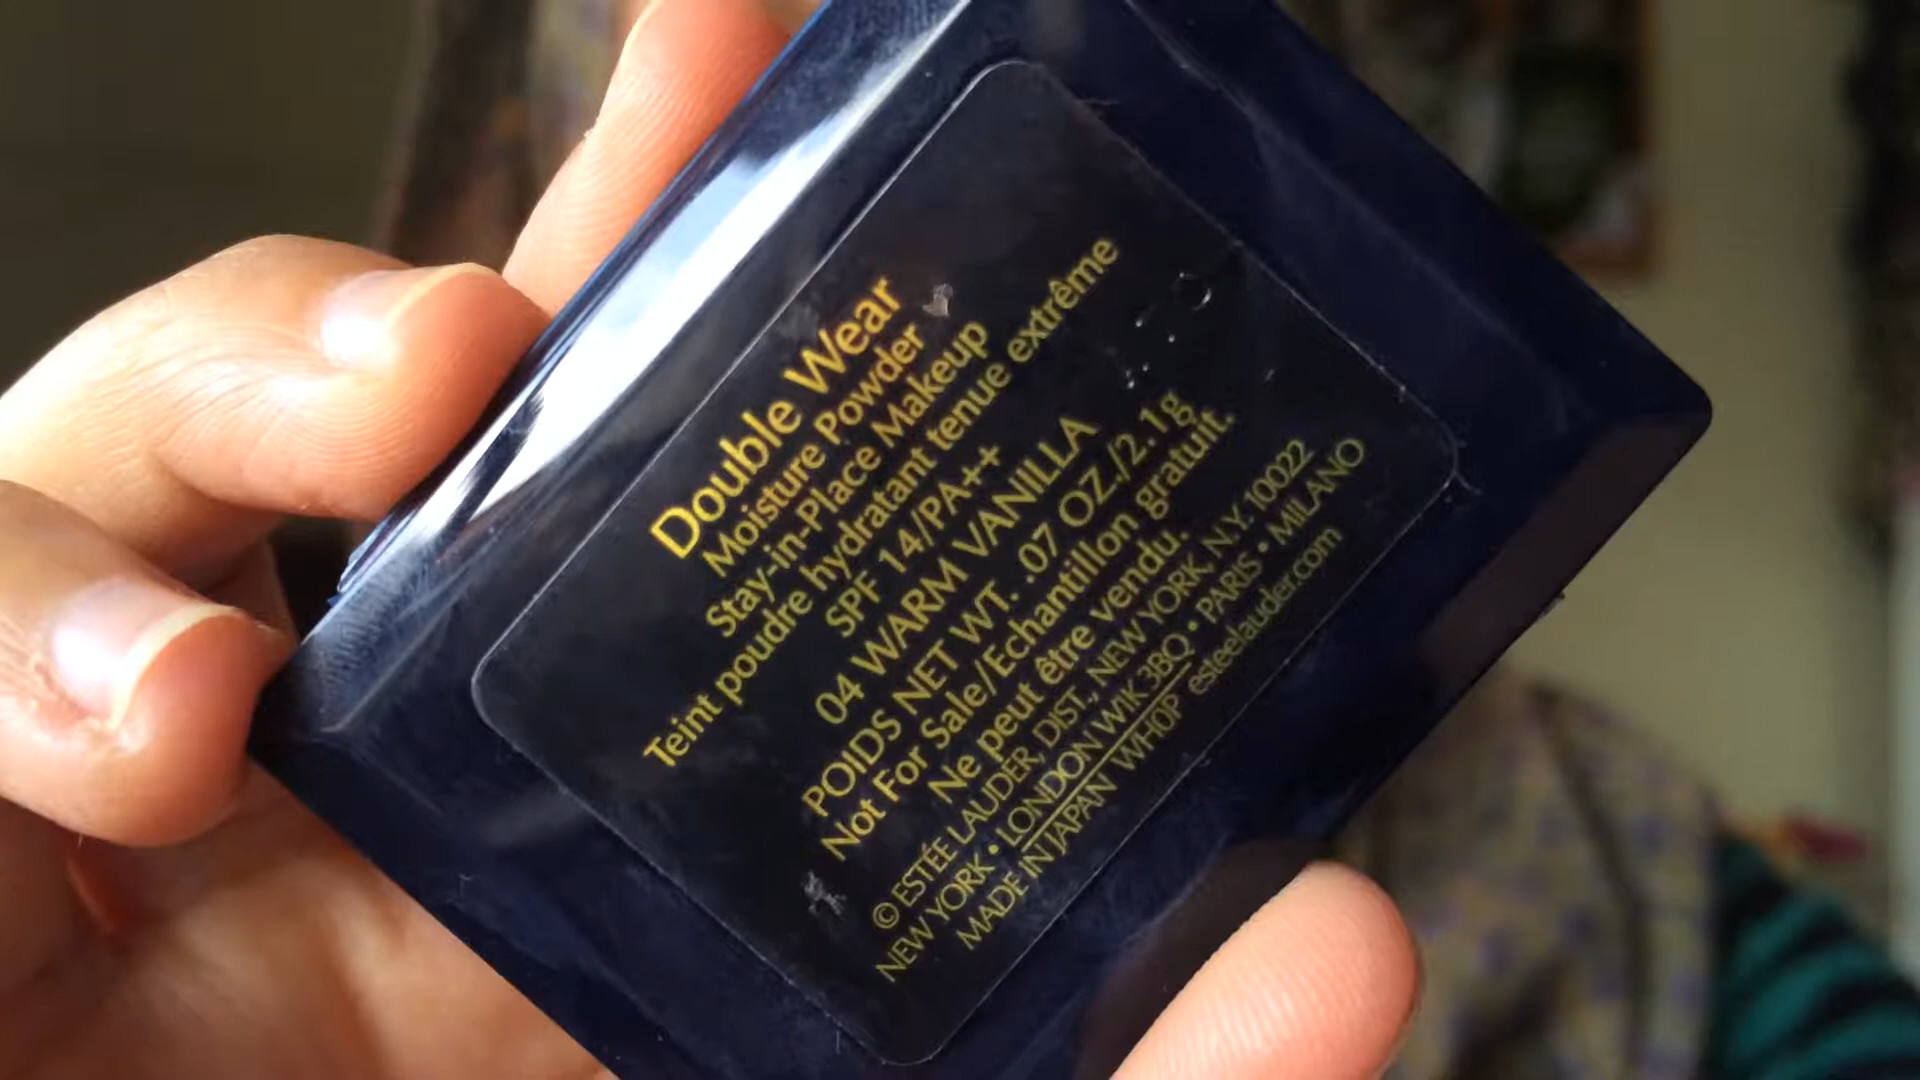 Double Wear
Moisture Powder
Stay-in-Place Makeup
Teint poudre hydratant tenue extrême
SPF 14/PA++
04 WARM VANILLA
POIDS NET WT. .07 OZ./2.1g
Not For Sale/Echantillon gratuit.
Ne peut être vendu.
© ESTÉE LAUDER, DIST., NEW YORK, N.Y. 10022
NEW YORK • LONDON W1K 3BQ • PARIS • MILANO
MADE IN JAPAN WH0P esteelauder.com